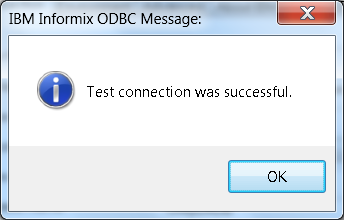 IBM Informix ODBC Message:
Test connection was successful.
OK